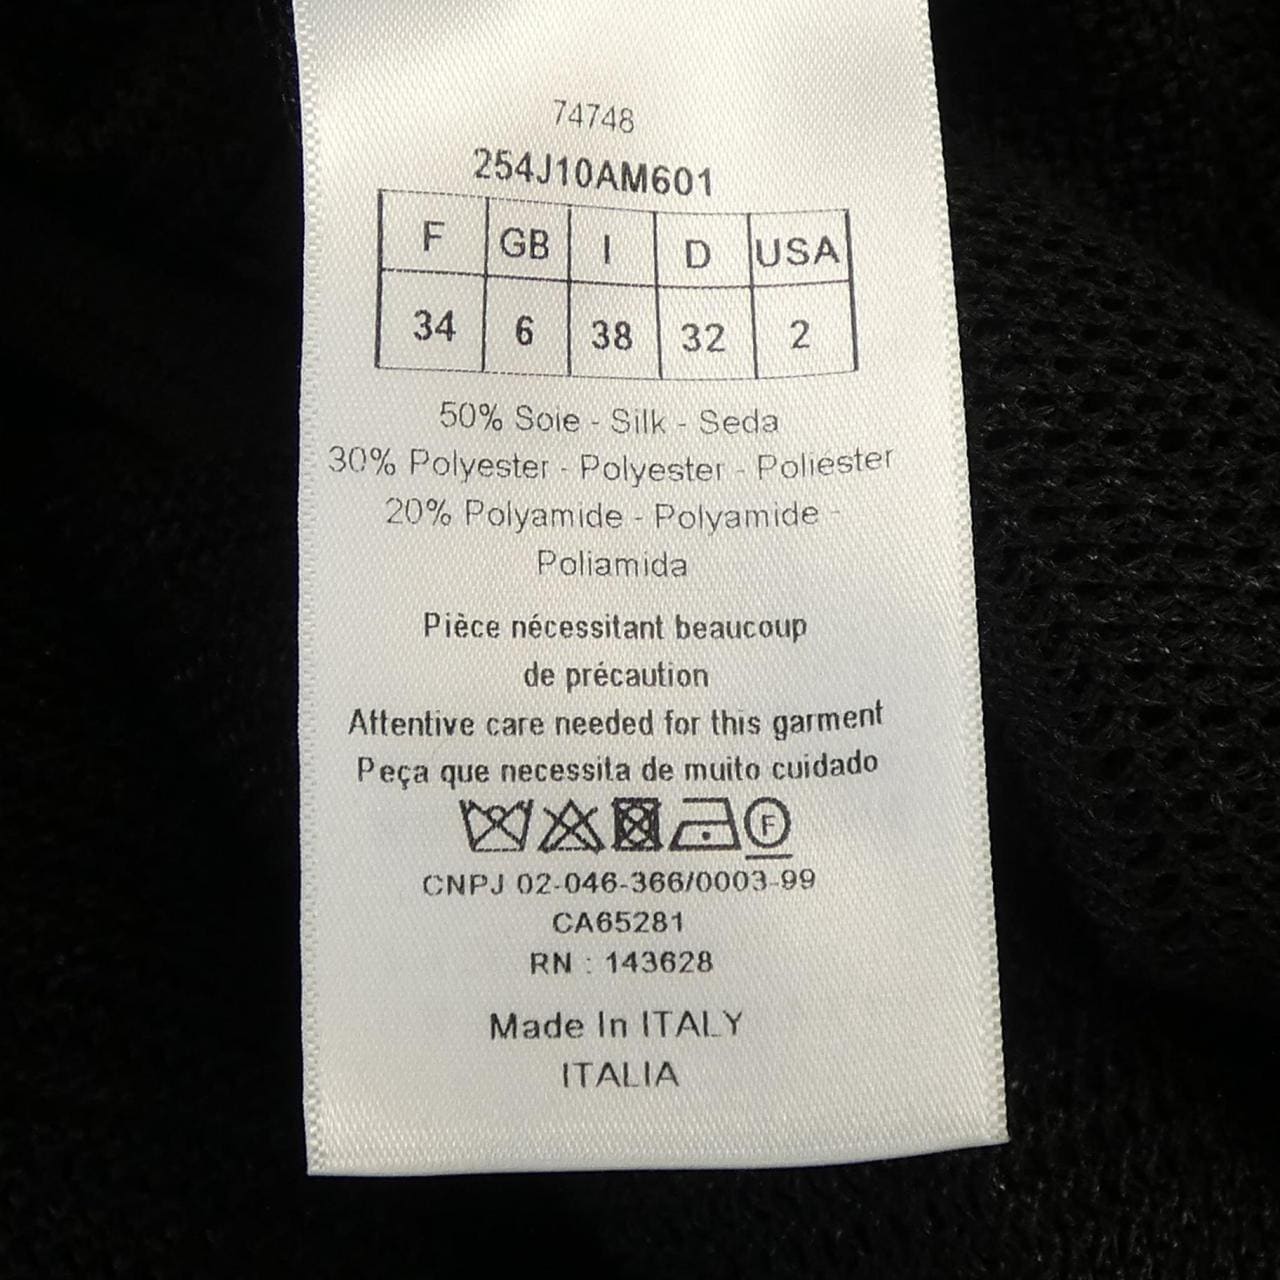 74748
254J10AM601
F GB I D USA
34 6 38 32 2
50% Soie - Silk - Seda
30% Polyester - Polyester - Poliéster
20% Polyamide - Polyamide -
Poliamida
Pièce nécessitant beaucoup
de précaution
Attentive care needed for this garment
Peça que necessita de muito cuidado
F
CNPJ 02-046-366/0003-99
CA65281
RN : 143628
Made In ITALY
ITALIA